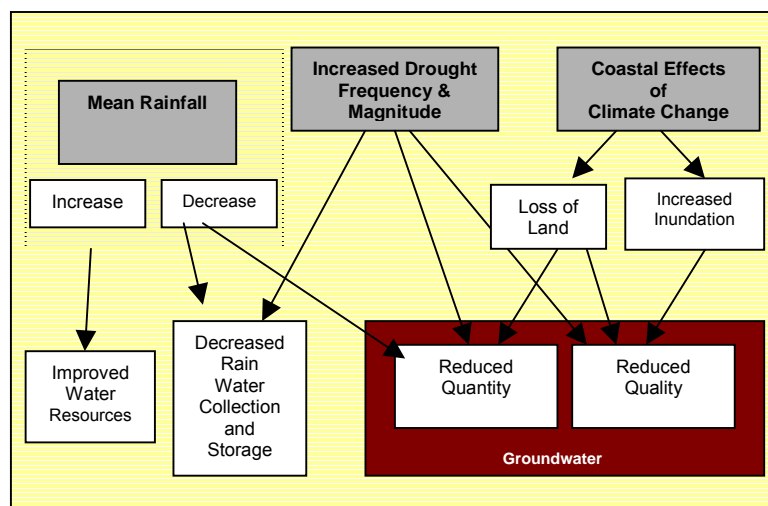 Mean Rainfall
Increased Drought
Frequency &
Magnitude
Coastal Effects
of
Climate Change
Increase
Decrease
Loss of
Land
Increased
Inundation
Improved
Water
Resources
Decreased
Rain
Water
Collection
and
Storage
Reduced
Quantity
Reduced
Quality
Groundwater